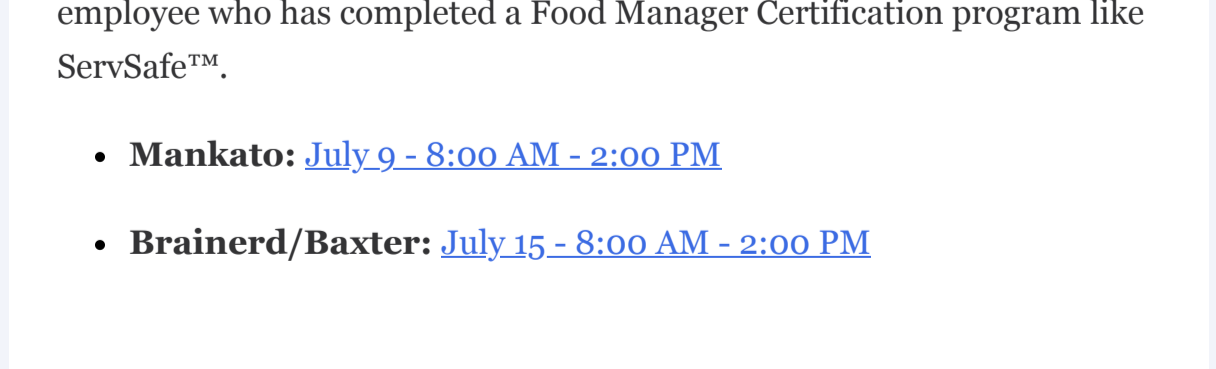 employee who has completed a Food Manager Certification program like
ServSafe™.
• Mankato: July 9 - 8:00 AM - 2:00 PM
• Brainerd/Baxter: July 15 - 8:00 AM - 2:00 PM